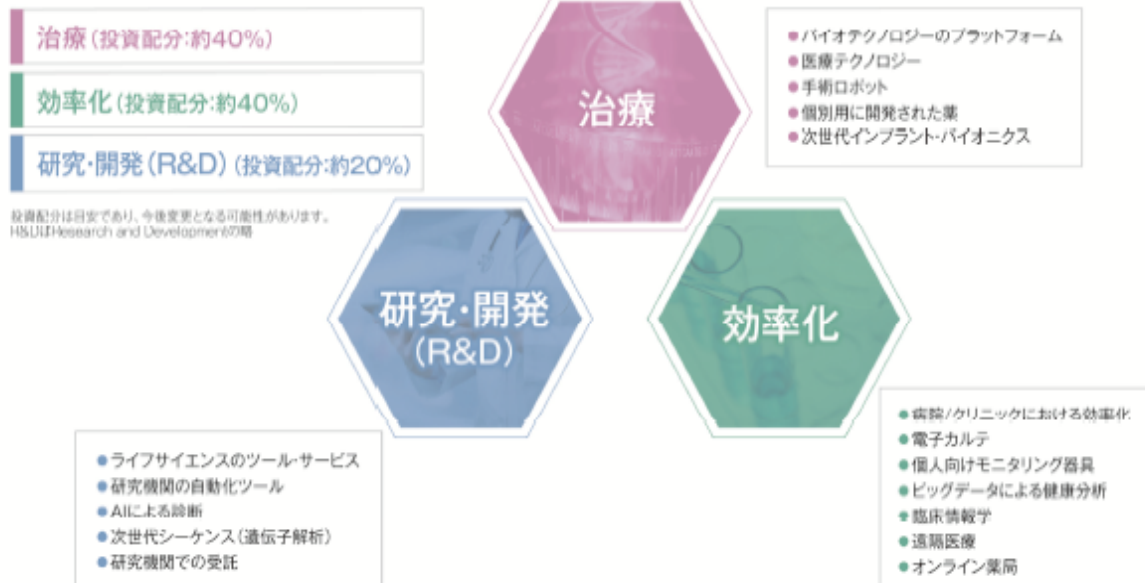 治療(投資配分:約40%)
効率化(投資配分:約40%)
研究・開発(R&D)(投資配分:約20%)
投資配分は目安であり、今後変更となる可能性があります。
R&DはResearch and Developmentの略
治療
●バイオテクノロジーのプラットフォーム
●医療テクノロジー
●手術ロボット
●個別用に開発された薬
●次世代インプラント・バイオニクス
研究・開発
(R&D)
効率化
●ライフサイエンスのツール・サービス
●研究機関の自動化ツール
●AIによる診断
●次世代シーケンス(遺伝子解析)
●研究機関での受託
●病院/クリニックにおける効率化
●電子カルテ
●個人向けモニタリング器具
●ビッグデータによる健康分析
●臨床情報学
●遠隔医療
●オンライン薬局